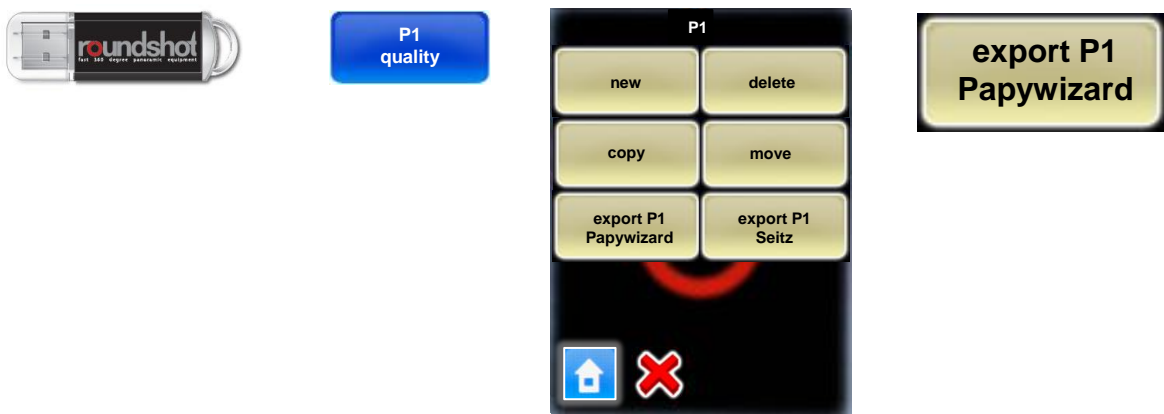 roundshot
fast 360 degree panoramic equipment
P1
quality
P1
new
delete
copy
move
export P1
Papywizard
export P1
Seitz
export P1
Papywizard